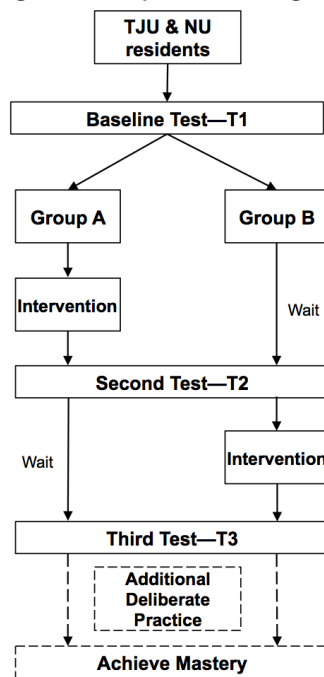 TJU & NU
residents
Baseline Test—T1
Group A
Group B
Intervention
Wait
Second Test—T2
Wait
Intervention
Third Test—T3
Additional
Deliberate
Practice
Achieve Mastery